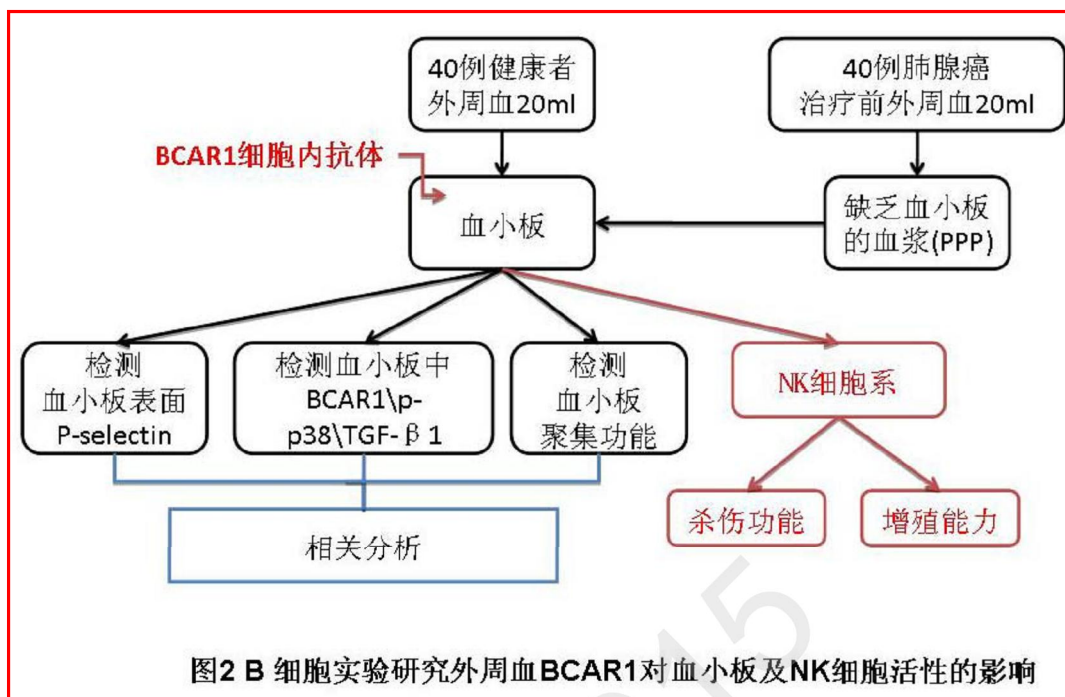 40例健康者
外周血20ml
40例肺腺癌
治疗前外周血20ml
BCAR1细胞内抗体
血小板
缺乏血小板
的血浆(PPP)
检测
血小板表面
P-selectin
检测血小板中
BCAR1\p-
p38\TGF-β1
检测
血小板
聚集功能
NK细胞系
杀伤功能
增殖能力
相关分析
15
图2 B 细胞实验研究外周血BCAR1对血小板及NK细胞活性的影响